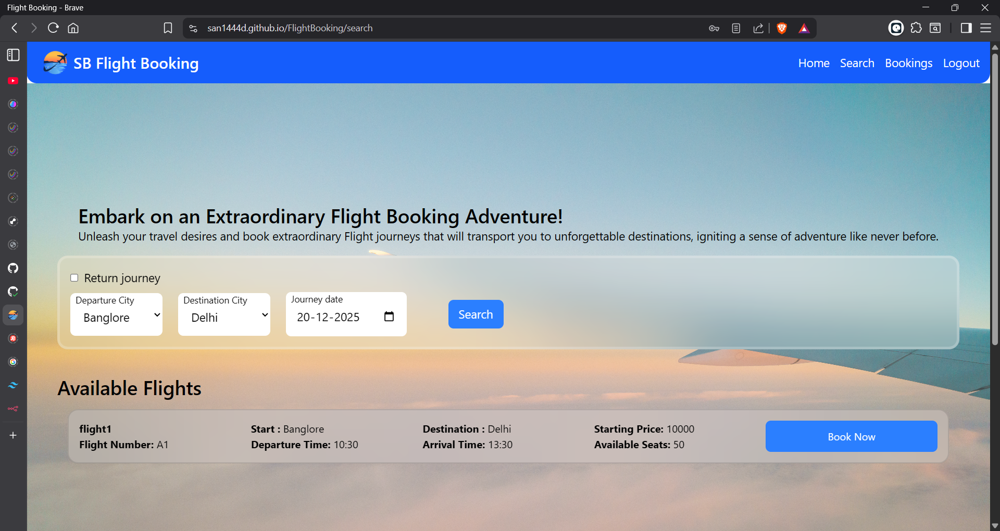 Flight Booking - Brave
san1444d.github.io/FlightBooking/search
SB Flight Booking
Home Search Bookings Logout
Embark on an Extraordinary Flight Booking Adventure!
Unleash your travel desires and book extraordinary Flight journeys that will transport you to unforgettable destinations, igniting a sense of adventure like never before.
Return journey
Departure City
Banglore
Destination City
Delhi
Journey date
20-12-2025
Search
Available Flights
flight1
Flight Number: A1
Start : Banglore
Departure Time: 10:30
Destination : Delhi
Arrival Time: 13:30
Starting Price: 10000
Available Seats: 50
Book Now